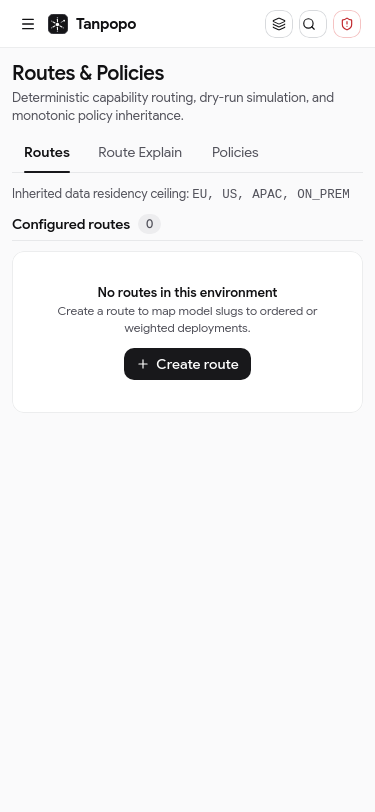 Tanpopo
Routes & Policies
Deterministic capability routing, dry-run simulation, and
monotonic policy inheritance.
Routes Route Explain Policies
Inherited data residency ceiling: EU, US, APAC, ON_PREM
Configured routes 0
No routes in this environment
Create a route to map model slugs to ordered or
weighted deployments.
Create route